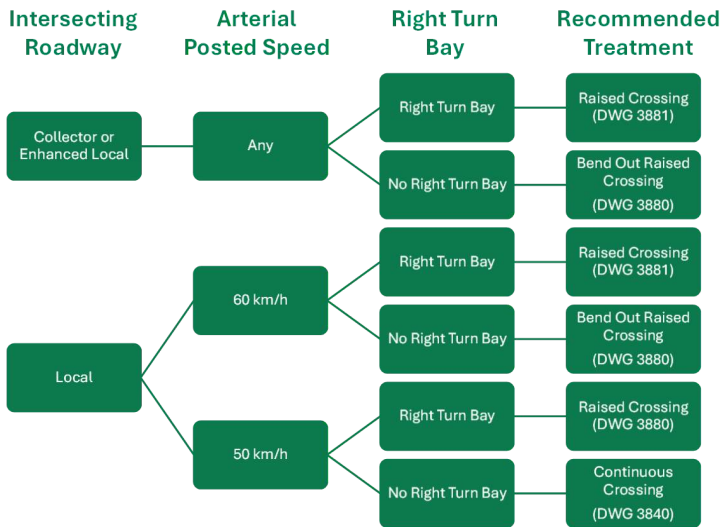 Intersecting
Roadway
Arterial
Posted Speed
Right Turn
Bay
Recommended
Treatment
Collector or
Enhanced Local
Any
Right Turn Bay
Raised Crossing
(DWG 3881)
No Right Turn Bay
Bend Out Raised
Crossing
(DWG 3880)
Local
60 km/h
Right Turn Bay
Raised Crossing
(DWG 3881)
No Right Turn Bay
Bend Out Raised
Crossing
(DWG 3880)
50 km/h
Right Turn Bay
Raised Crossing
(DWG 3880)
No Right Turn Bay
Continuous
Crossing
(DWG 3840)